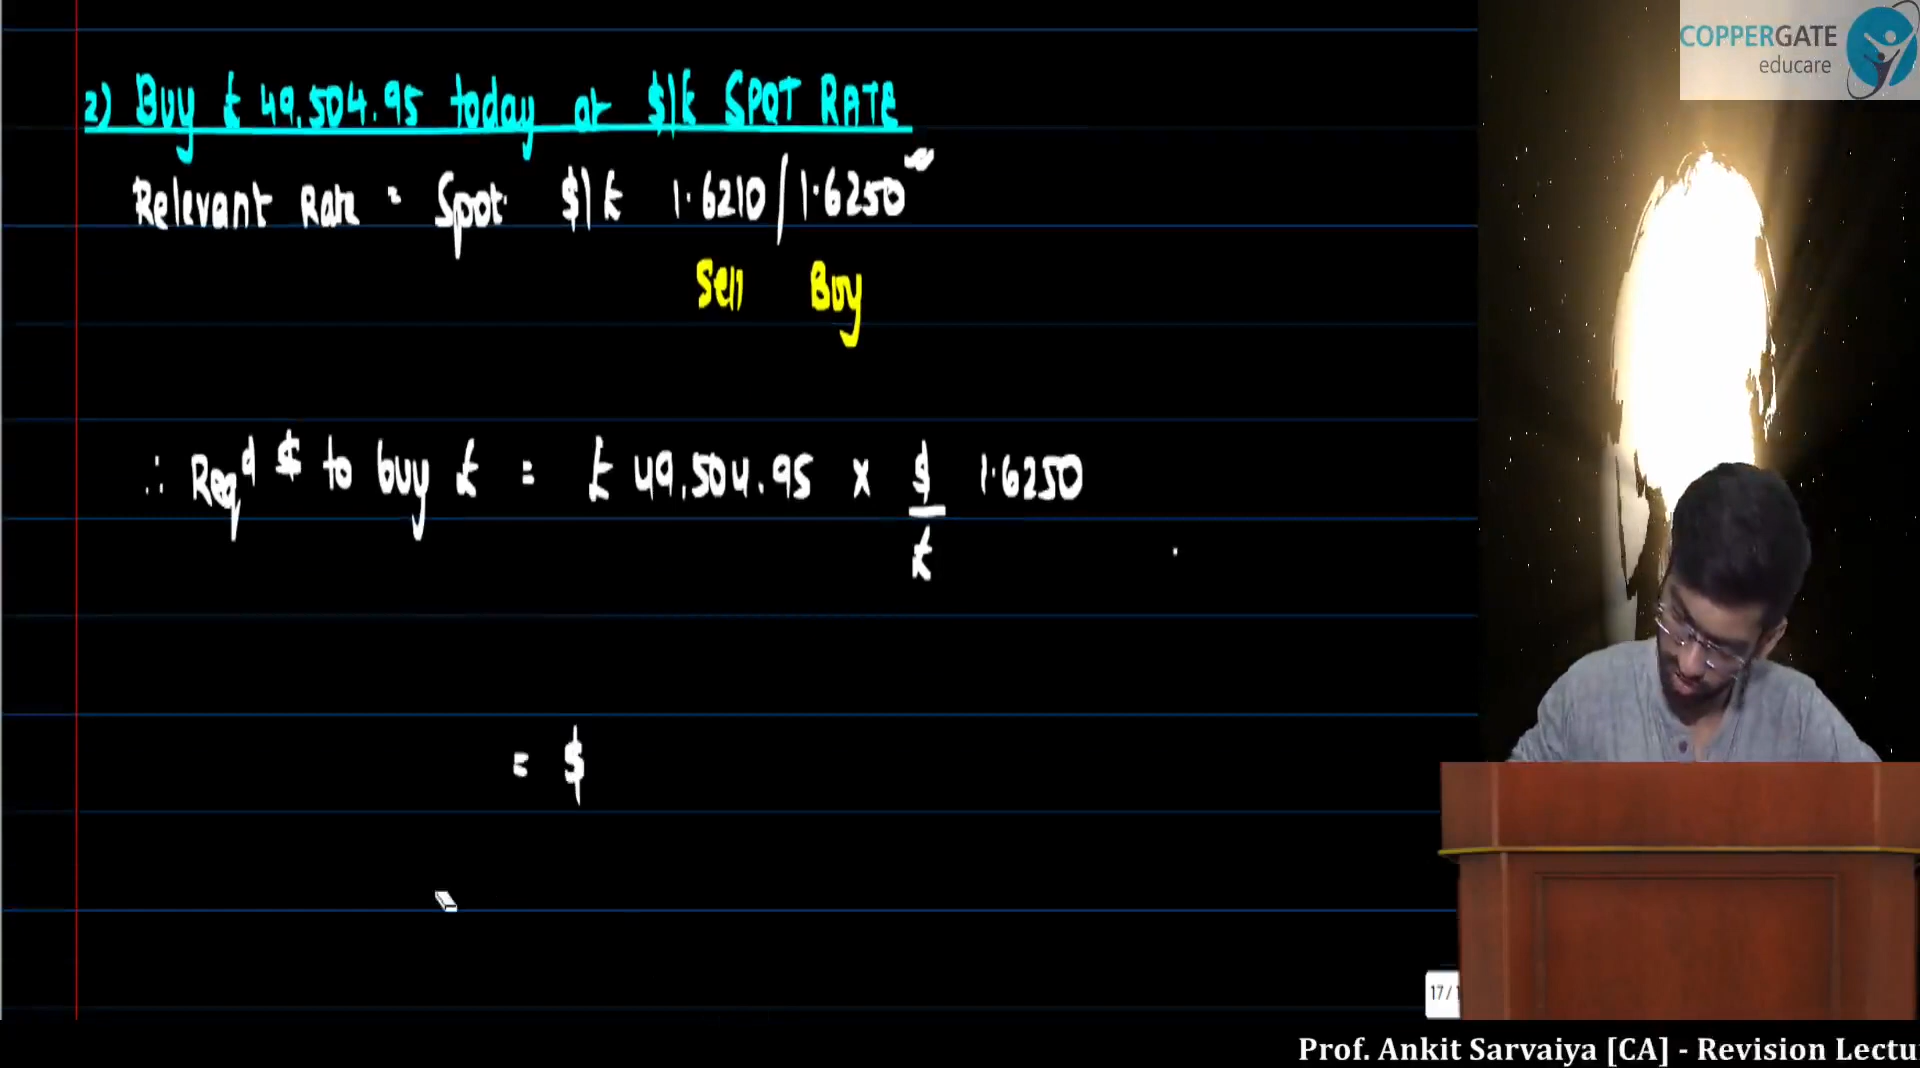 COPPERGATE
educare
2) Buy £ 49,504.95 today at $/£ SPOT RATE
Relevant Rate = Spot $/£ 1.6210 / 1.6250
Sell Buy
∴ Reqd $ to buy £ = £ 49,504.95 x $/£ 1.6250
= $
17/1
Prof. Ankit Sarvaiya [CA] - Revision Lectu